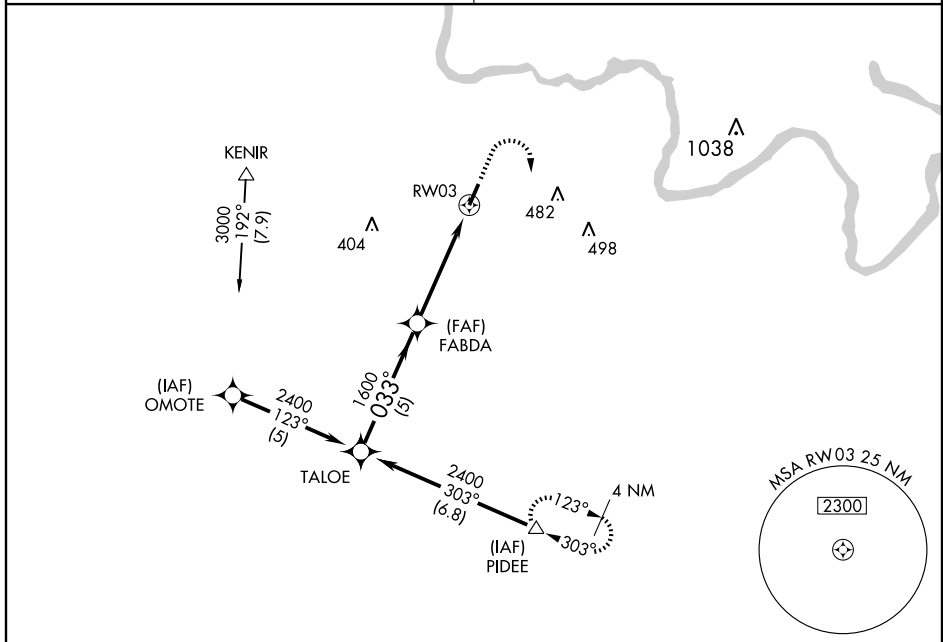 KENIR
3000
192°
(7.9)
RW03
404
482
498
1038
(FAF)
FABDA
1600
033°
(5)
(IAF)
OMOTE
2400
123°
(5)
TALOE
2400
303°
(6.8)
123°
303°
4 NM
(IAF)
PIDEE
MSA RW03 25 NM
2300